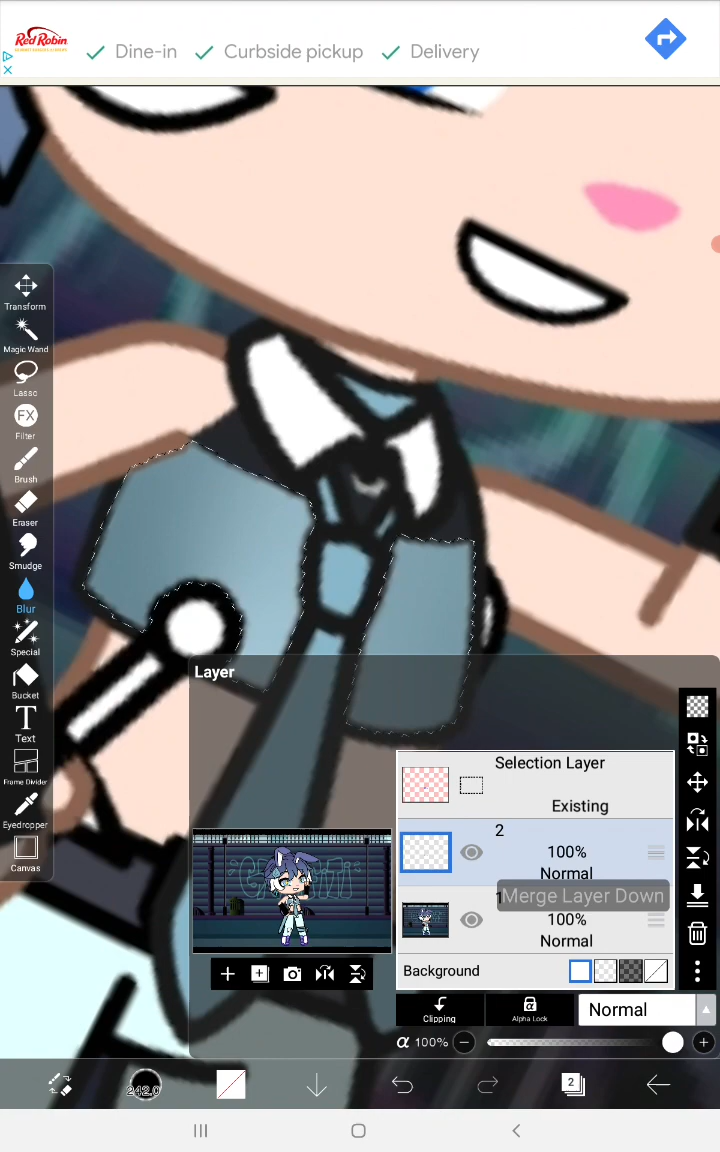 Red Robin
Dine-in Curbside pickup Delivery
Transform
Magic Wand
Lasso
FX
Filter
Brush
Eraser
Smudge
Blur
Special
Bucket
T
Text
Frame Divider
Eyedropper
Canvas
Layer
Selection Layer
Existing
2
100%
Normal
Merge Layer Down
1
100%
Normal
Background
Clipping
Alpha Lock
Normal
α 100%
242.0
2